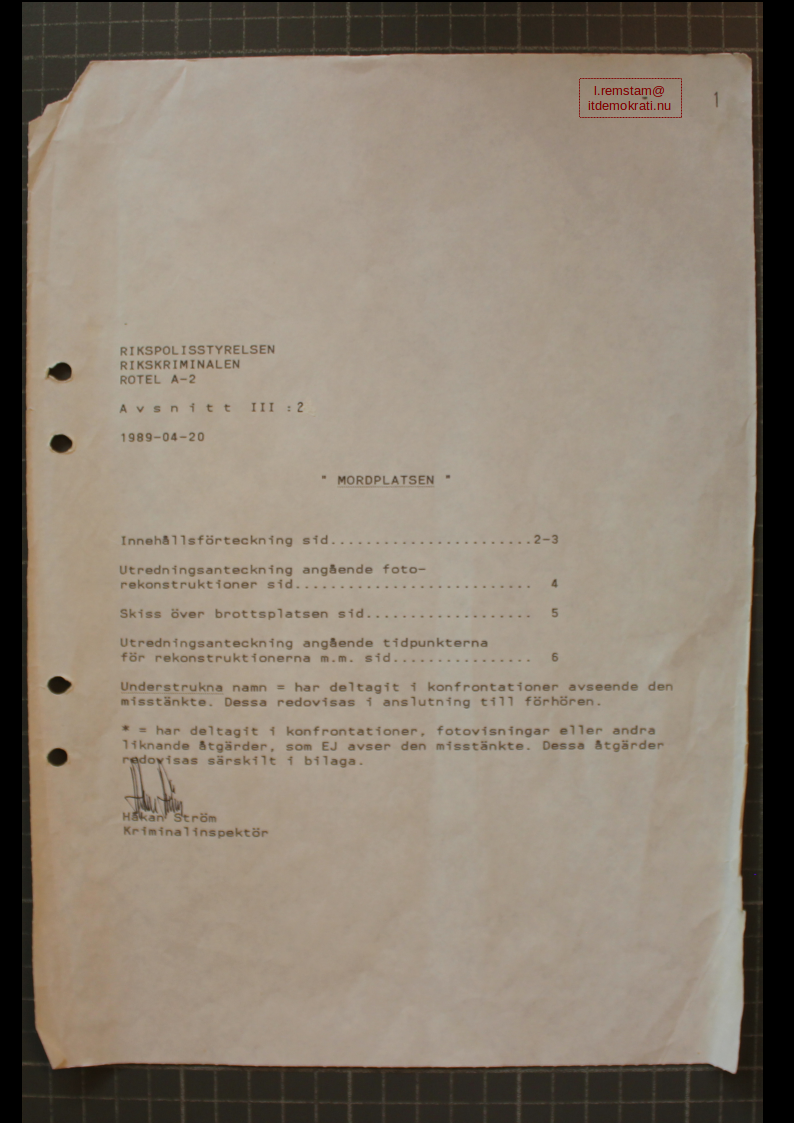 l.remstam@
itdemokrati.nu
1
RIKSPOLISSTYRELSEN
RIKSKRIMINALEN
ROTEL A-2
A v s n i t t  III :2
1989-04-20
" MORDPLATSEN "
Innehållsförteckning sid.......................2-3
Utredningsanteckning angående foto-
rekonstruktioner sid........................... 4
Skiss över brottsplatsen sid................... 5
Utredningsanteckning angående tidpunkterna
för rekonstruktionerna m.m. sid................ 6
Understrukna namn = har deltagit i konfrontationer avseende den
misstänkte. Dessa redovisas i anslutning till förhören.
* = har deltagit i konfrontationer, fotovisningar eller andra
liknande åtgärder, som EJ avser den misstänkte. Dessa åtgärder
redovisas särskilt i bilaga.
Håkan Ström
Kriminalinspektör